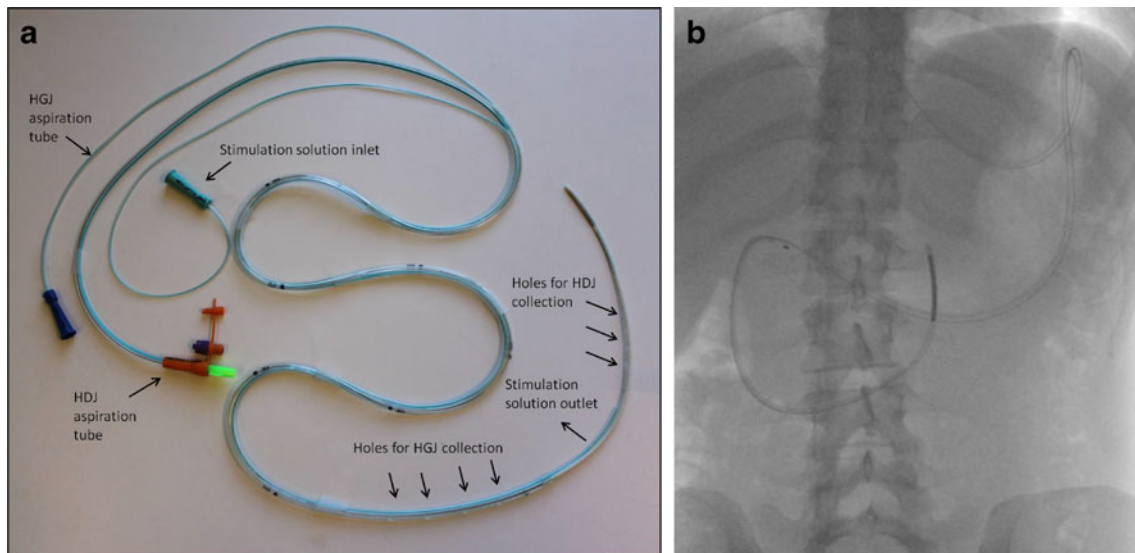 a
b
HGJ
aspiration
tube
Stimulation solution inlet
Holes for HDJ
collection
Stimulation
solution outlet
HDJ
aspiration
tube
Holes for HGJ collection